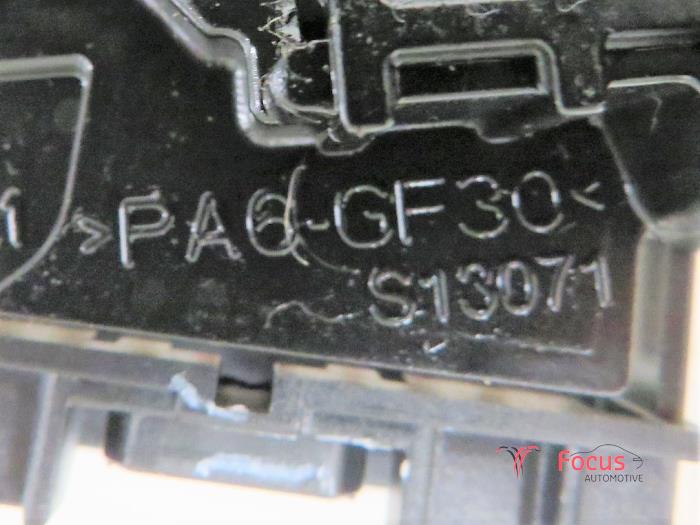 >PA6-GF30<
S13071
Focus
AUTOMOTIVE